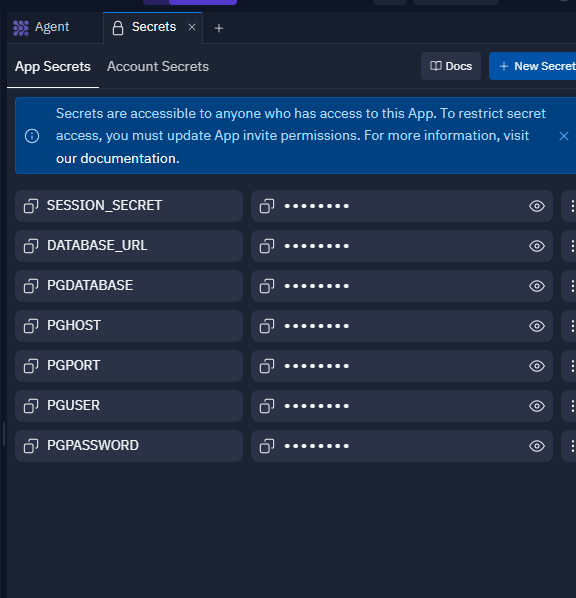 Agent
Secrets
App Secrets
Account Secrets
Docs
New Secret
Secrets are accessible to anyone who has access to this App. To restrict secret
access, you must update App invite permissions. For more information, visit
our documentation.
SESSION_SECRET ••••••••
DATABASE_URL ••••••••
PGDATABASE ••••••••
PGHOST ••••••••
PGPORT ••••••••
PGUSER ••••••••
PGPASSWORD ••••••••